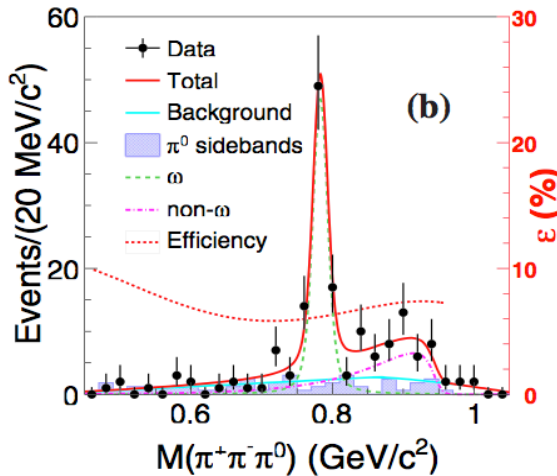 60
40
20
0
Events/(20 MeV/c²)
Data
Total
Background
π⁰ sidebands
ω
non-ω
Efficiency
(b)
30
20
10
0
ε (%)
0.6 0.8 1
M(π⁺π⁻π⁰) (GeV/c²)